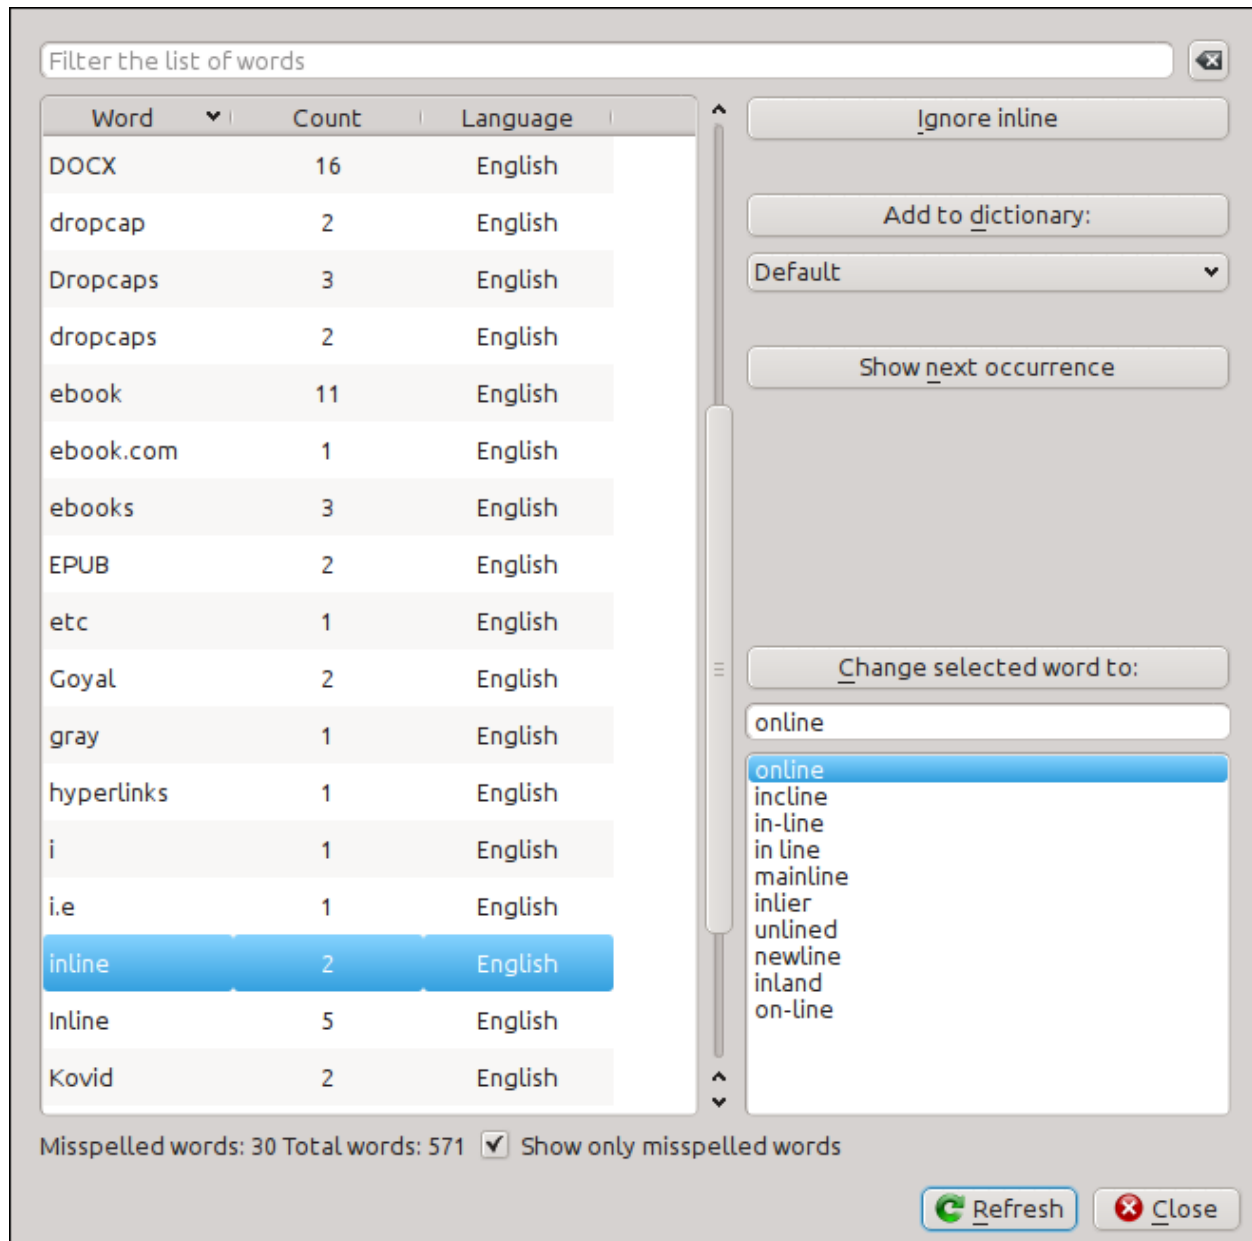 Filter the list of words
Word Count Language
DOCX 16 English
dropcap 2 English
Dropcaps 3 English
dropcaps 2 English
ebook 11 English
ebook.com 1 English
ebooks 3 English
EPUB 2 English
etc 1 English
Goyal 2 English
gray 1 English
hyperlinks 1 English
i 1 English
i.e 1 English
inline 2 English
Inline 5 English
Kovid 2 English
Ignore inline
Add to dictionary:
Default
Show next occurrence
Change selected word to:
online
online
incline
in-line
in line
mainline
inlier
unlined
newline
inland
on-line
Misspelled words: 30 Total words: 571 Show only misspelled words
Refresh Close